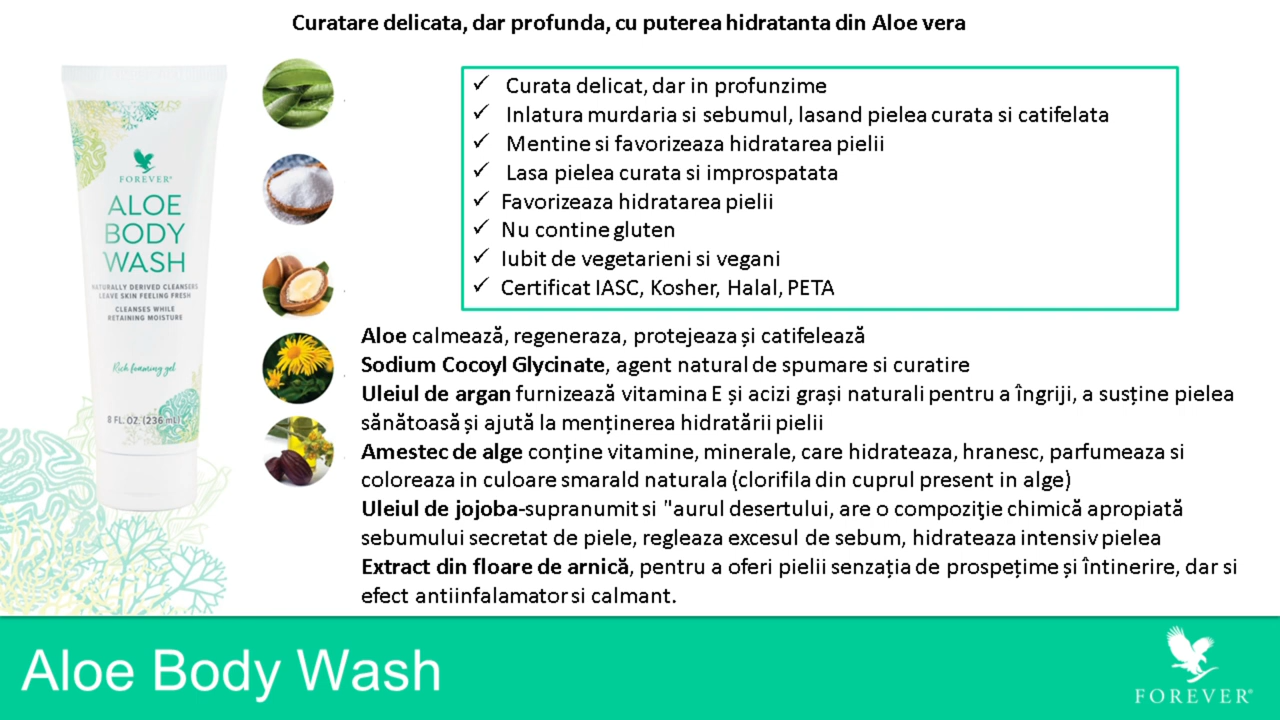 Curatare delicata, dar profunda, cu puterea hidratanta din Aloe vera
FOREVER®
ALOE
BODY
WASH
NATURALLY DERIVED CLEANSERS
LEAVE SKIN FEELING FRESH
CLEANSES WHILE
RETAINING MOISTURE
Rich foaming gel
8 FL. OZ. (236 mL)
✓ Curata delicat, dar in profunzime
✓ Inlatura murdaria si sebumul, lasand pielea curata si catifelata
✓ Mentine si favorizeaza hidratarea pielii
✓ Lasa pielea curata si improspatata
✓ Favorizeaza hidratarea pielii
✓ Nu contine gluten
✓ Iubit de vegetarieni si vegani
✓ Certificat IASC, Kosher, Halal, PETA
Aloe calmează, regeneraza, protejeaza și catifelează
Sodium Cocoyl Glycinate, agent natural de spumare si curatire
Uleiul de argan furnizează vitamina E și acizi grași naturali pentru a îngriji, a susține pielea
sănătoasă și ajută la menținerea hidratării pielii
Amestec de alge conține vitamine, minerale, care hidrateaza, hranesc, parfumeaza si
coloreaza in culoare smarald naturala (clorifila din cuprul present in alge)
Uleiul de jojoba-supranumit si "aurul desertului, are o compoziţie chimică apropiată
sebumului secretat de piele, regleaza excesul de sebum, hidrateaza intensiv pielea
Extract din floare de arnică, pentru a oferi pielii senzația de prospețime și întinerire, dar si
efect antiinfalamator si calmant.
Aloe Body Wash
FOREVER®